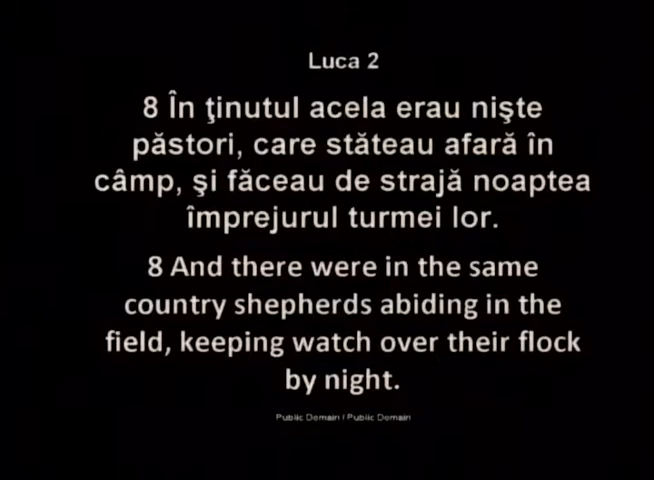 Luca 2
8 În ţinutul acela erau nişte
păstori, care stăteau afară în
câmp, şi făceau de strajă noaptea
împrejurul turmei lor.
8 And there were in the same
country shepherds abiding in the
field, keeping watch over their flock
by night.
Public Demain / Public Demain